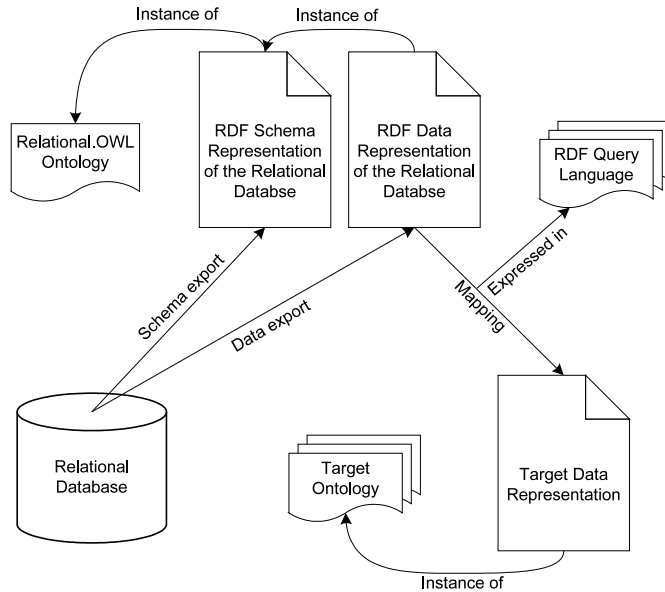 Instance of
Instance of
Relational.OWL
Ontology
RDF Schema
Representation
of the Relational
Databse
RDF Data
Representation
of the Relational
Databse
RDF Query
Language
Schema export
Data export
Mapping
Expressed in
Relational
Database
Target
Ontology
Target Data
Representation
Instance of